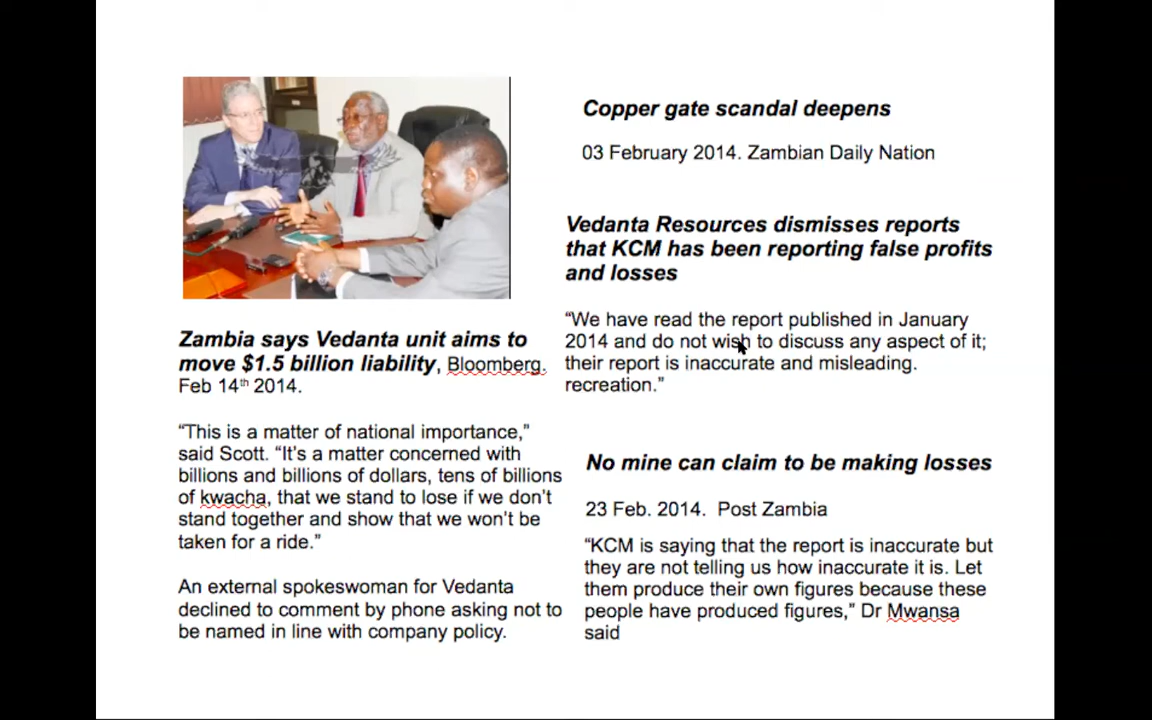 Zambia says Vedanta unit aims to
move $1.5 billion liability, Bloomberg.
Feb 14th 2014.
“This is a matter of national importance,”
said Scott. “It’s a matter concerned with
billions and billions of dollars, tens of billions
of kwacha, that we stand to lose if we don’t
stand together and show that we won’t be
taken for a ride.”
An external spokeswoman for Vedanta
declined to comment by phone asking not to
be named in line with company policy.
Copper gate scandal deepens
03 February 2014. Zambian Daily Nation
Vedanta Resources dismisses reports
that KCM has been reporting false profits
and losses
“We have read the report published in January
2014 and do not wish to discuss any aspect of it;
their report is inaccurate and misleading.
recreation.”
No mine can claim to be making losses
23 Feb. 2014.  Post Zambia
“KCM is saying that the report is inaccurate but
they are not telling us how inaccurate it is. Let
them produce their own figures because these
people have produced figures,” Dr Mwansa
said